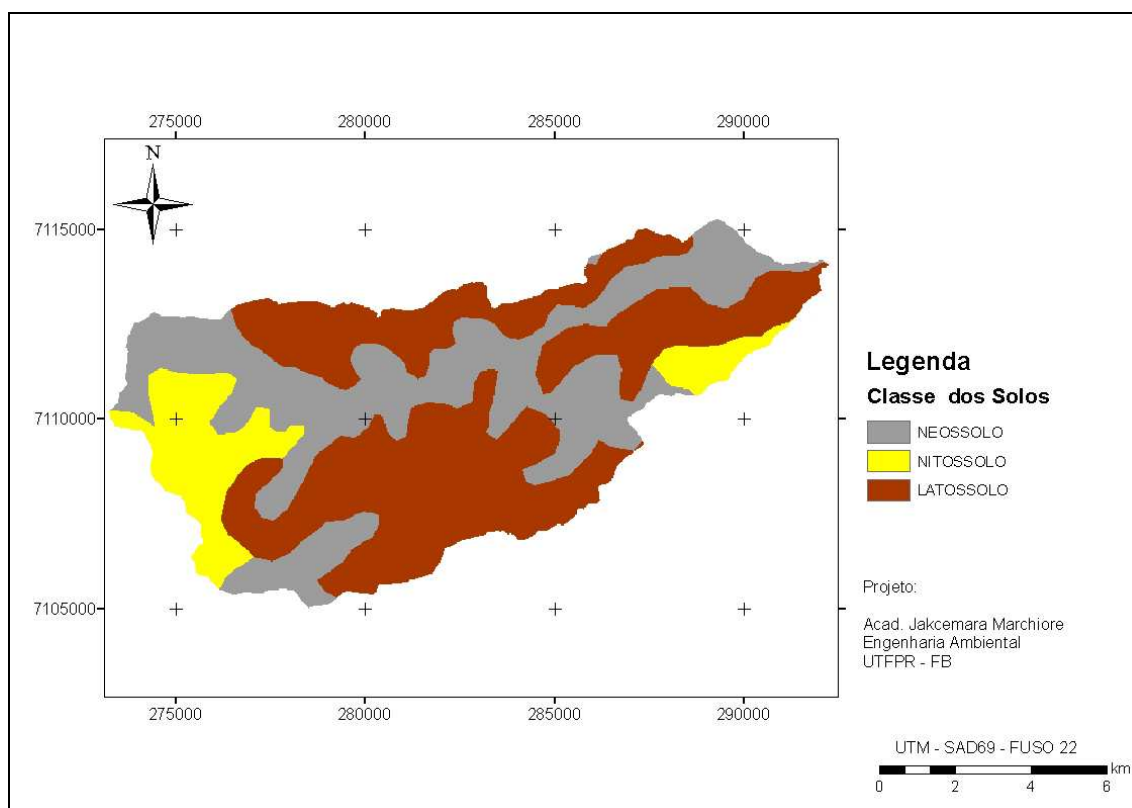 275000 280000 285000 290000
N
7115000
7110000
7105000
275000 280000 285000 290000
Legenda
Classe dos Solos
NEOSSOLO
NITOSSOLO
LATOSSOLO
Projeto:
Acad. Jakcemara Marchiore
Engenharia Ambiental
UTFPR - FB
UTM - SAD69 - FUSO 22
km
0 2 4 6